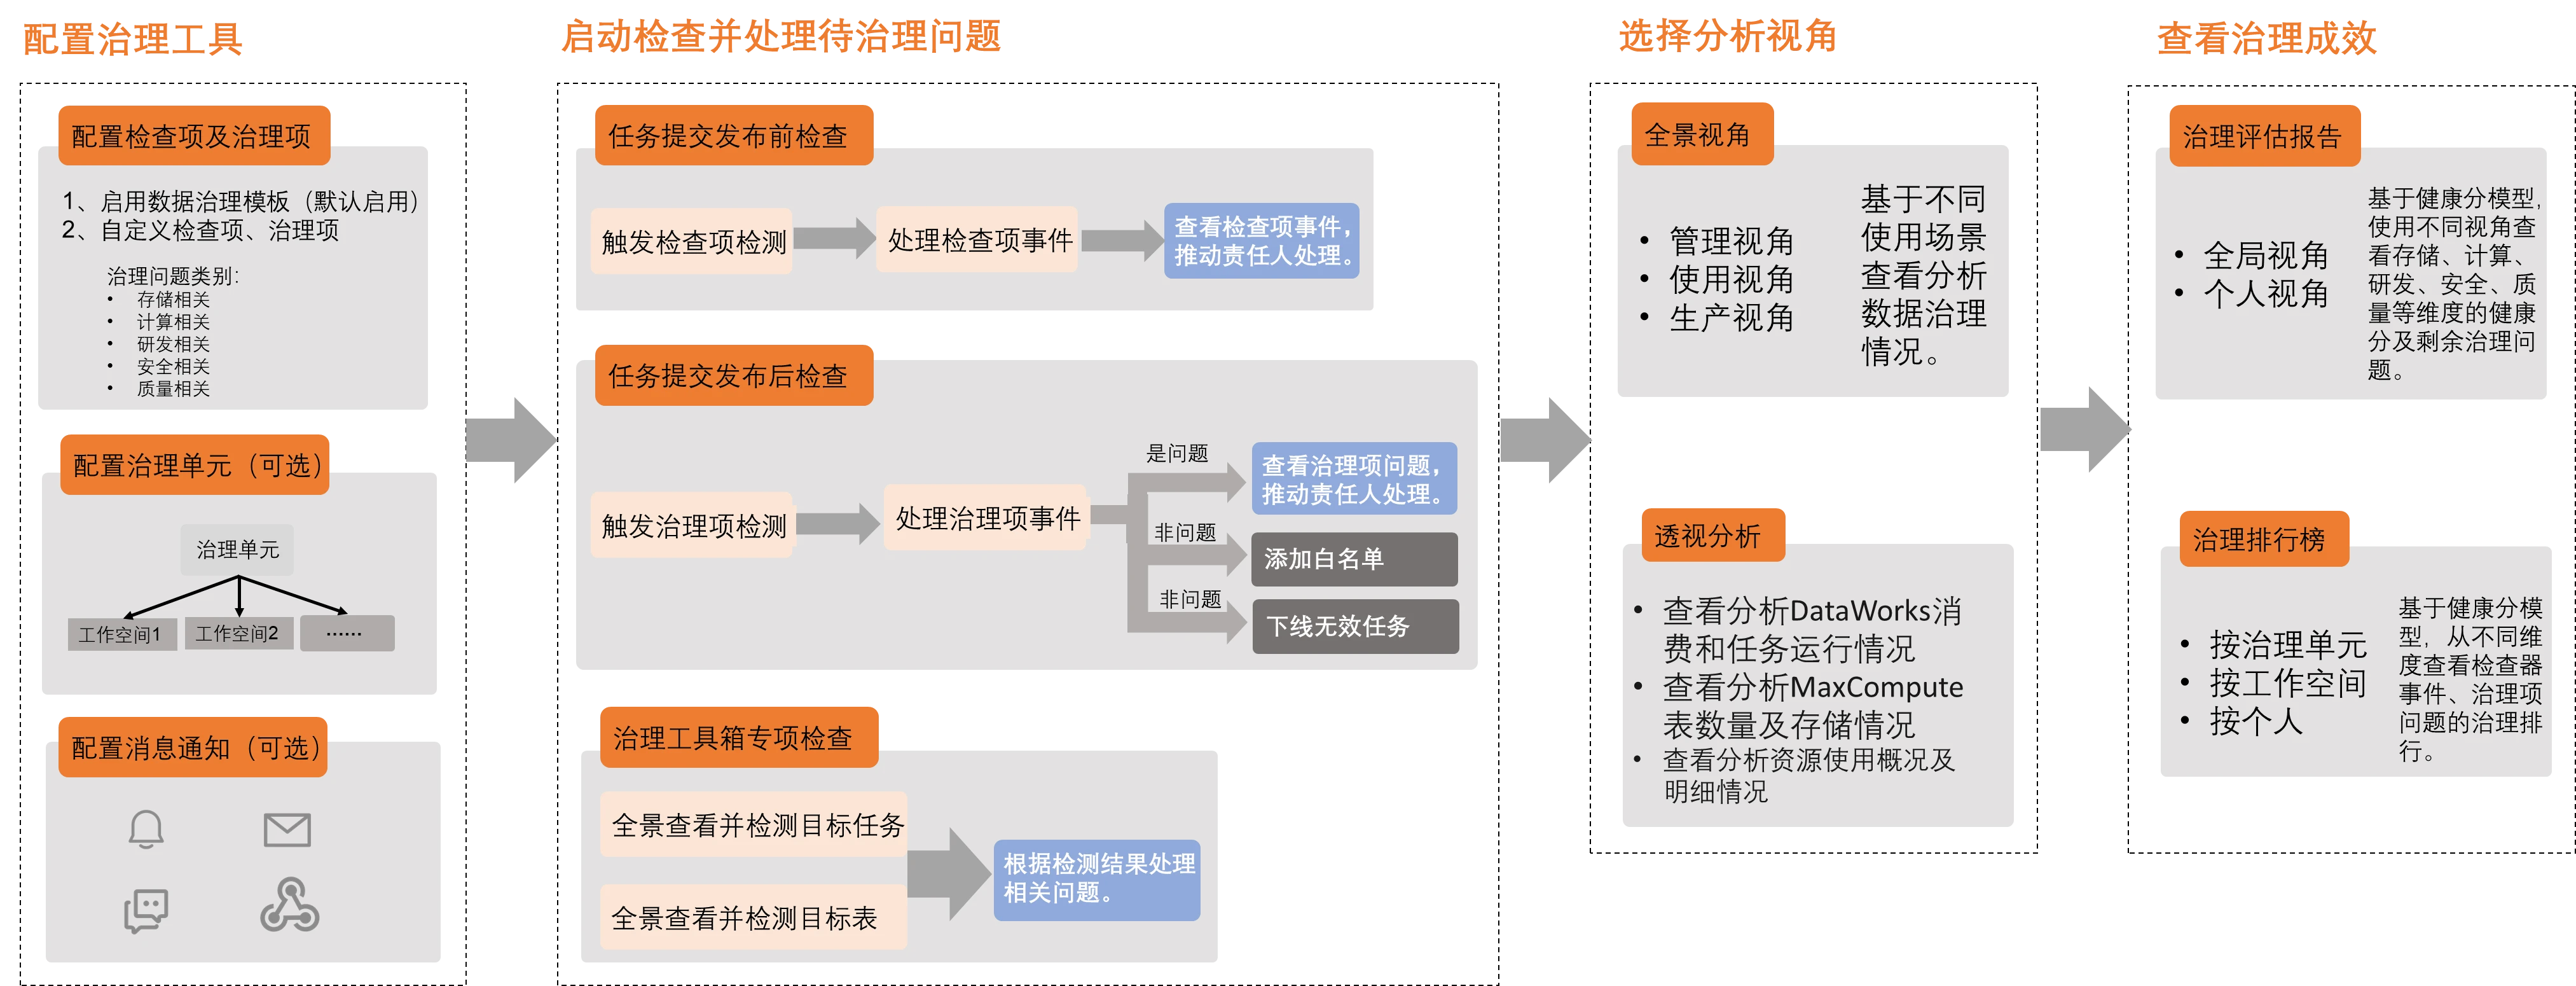 配置治理工具
配置检查项及治理项
1、启用数据治理模板（默认启用）
2、自定义检查项、治理项
治理问题类别:
• 存储相关
• 计算相关
• 研发相关
• 安全相关
• 质量相关
配置治理单元（可选）
治理单元
工作空间1
工作空间2
……
配置消息通知（可选）
启动检查并处理待治理问题
任务提交发布前检查
触发检查项检测
处理检查项事件
查看检查项事件，
推动责任人处理。
任务提交发布后检查
触发治理项检测
处理治理项事件
是问题
查看治理项问题，
推动责任人处理。
非问题
添加白名单
非问题
下线无效任务
治理工具箱专项检查
全景查看并检测目标任务
全景查看并检测目标表
根据检测结果处理
相关问题。
选择分析视角
全景视角
• 管理视角
• 使用视角
• 生产视角
基于不同
使用场景
查看分析
数据治理
情况。
透视分析
• 查看分析DataWorks消
费和任务运行情况
• 查看分析MaxCompute
表数量及存储情况
• 查看分析资源使用概况及
明细情况
查看治理成效
治理评估报告
• 全局视角
• 个人视角
基于健康分模型，
使用不同视角查
看存储、计算、
研发、安全、质
量等维度的健康
分及剩余治理问
题。
治理排行榜
• 按治理单元
• 按工作空间
• 按个人
基于健康分模
型，从不同维
度查看检查器
事件、治理项
问题的治理排
行。